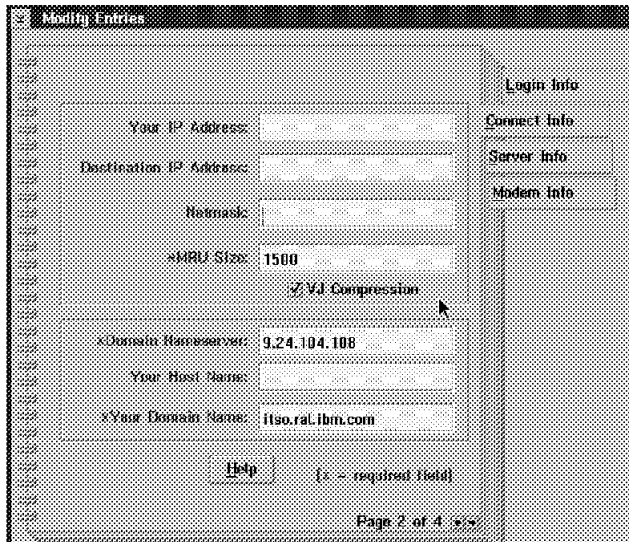 Modify Entries
Login Info
Connect Info
Server Info
Modem Info
Your IP Address:
Destination IP Address:
Netmask:
*MRU Size: 1500
✓ VJ Compression
*Domain Nameserver: 9.24.104.108
Your Host Name:
*Your Domain Name: itso.ral.ibm.com
Help
(* - required field)
Page 2 of 4